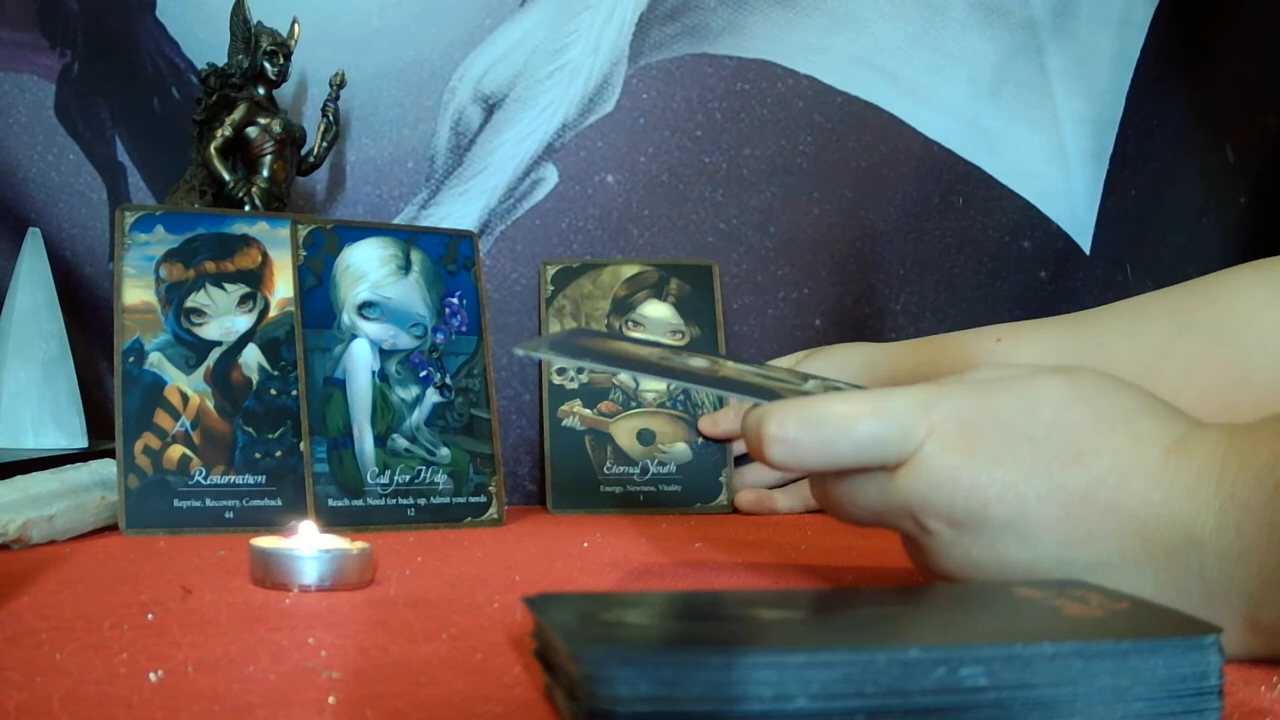 Resurration
Reprise, Recovery, Comeback
44
Call for Help
Reach out, Need for back-up, Admit your needs
12
Eternal Youth
Energy, Newness, Vitality
1